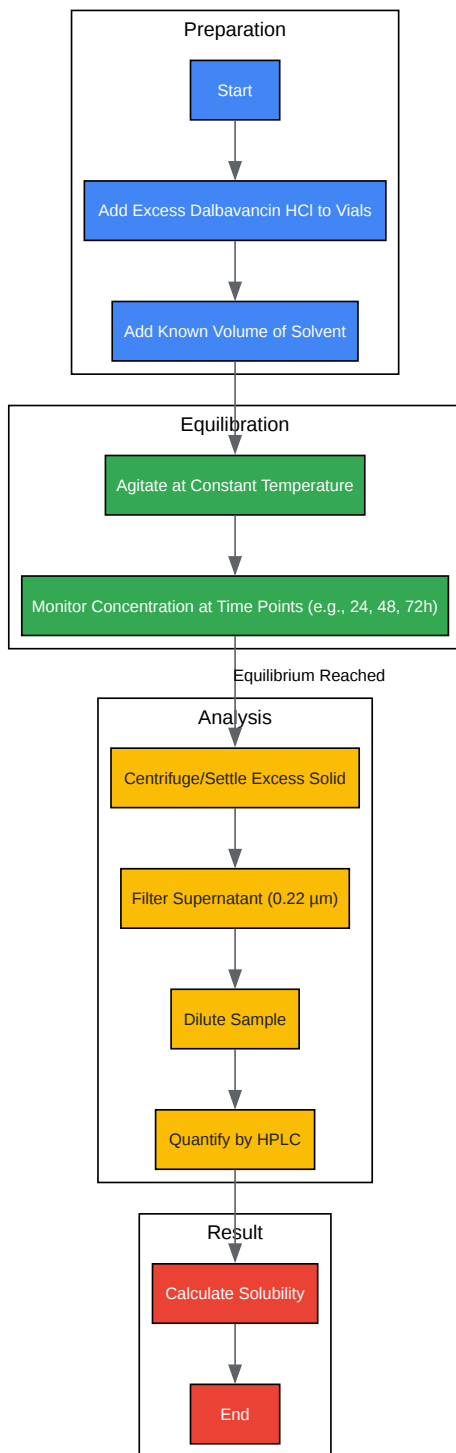 Preparation
Start
Add Excess Dalbavancin HCl to Vials
Add Known Volume of Solvent
Equilibration
Agitate at Constant Temperature
Monitor Concentration at Time Points (e.g., 24, 48, 72h)
Equilibrium Reached
Analysis
Centrifuge/Settle Excess Solid
Filter Supernatant (0.22 µm)
Dilute Sample
Quantify by HPLC
Result
Calculate Solubility
End